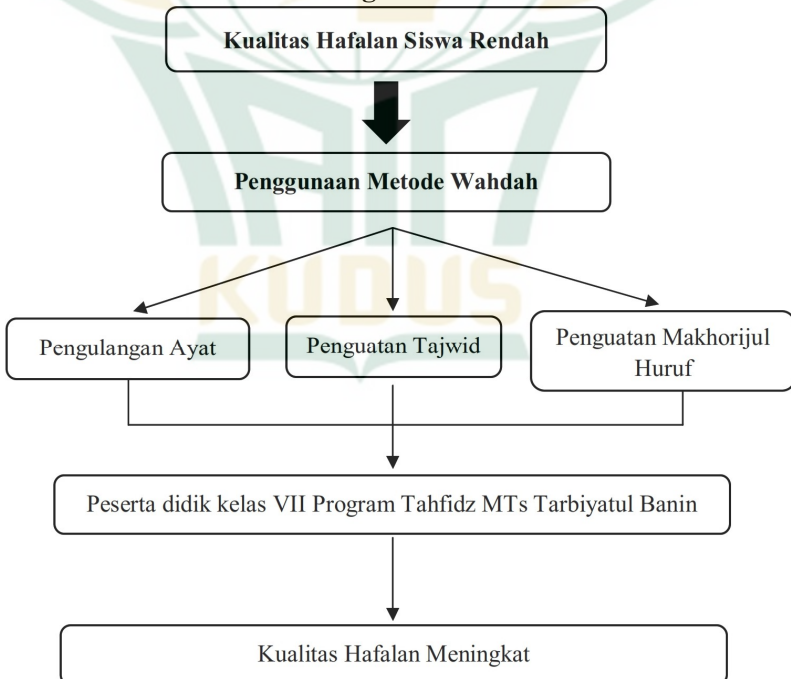 Kualitas Hafalan Siswa Rendah
Penggunaan Metode Wahdah
KUDUS
Pengulangan Ayat
Penguatan Tajwid
Penguatan Makhorijul
Huruf
Peserta didik kelas VII Program Tahfidz MTs Tarbiyatul Banin
Kualitas Hafalan Meningkat